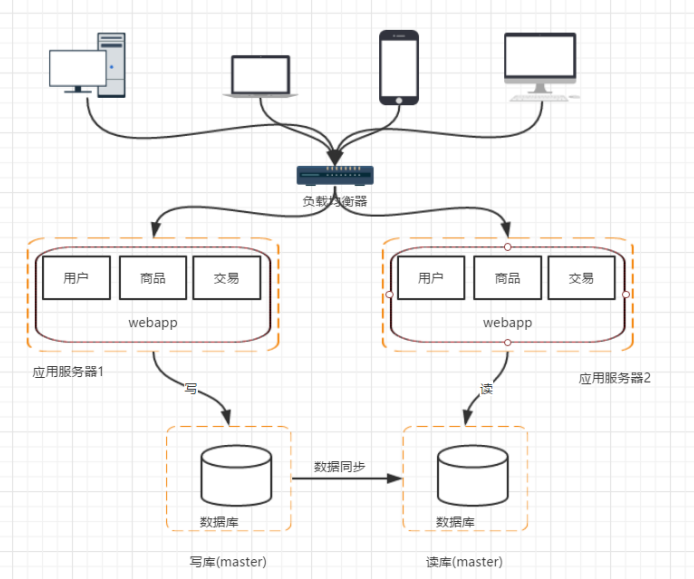 负载均衡器
用户
商品
交易
webapp
用户
商品
交易
webapp
应用服务器1
应用服务器2
写
读
数据同步
数据库
数据库
写库(master)
读库(master)